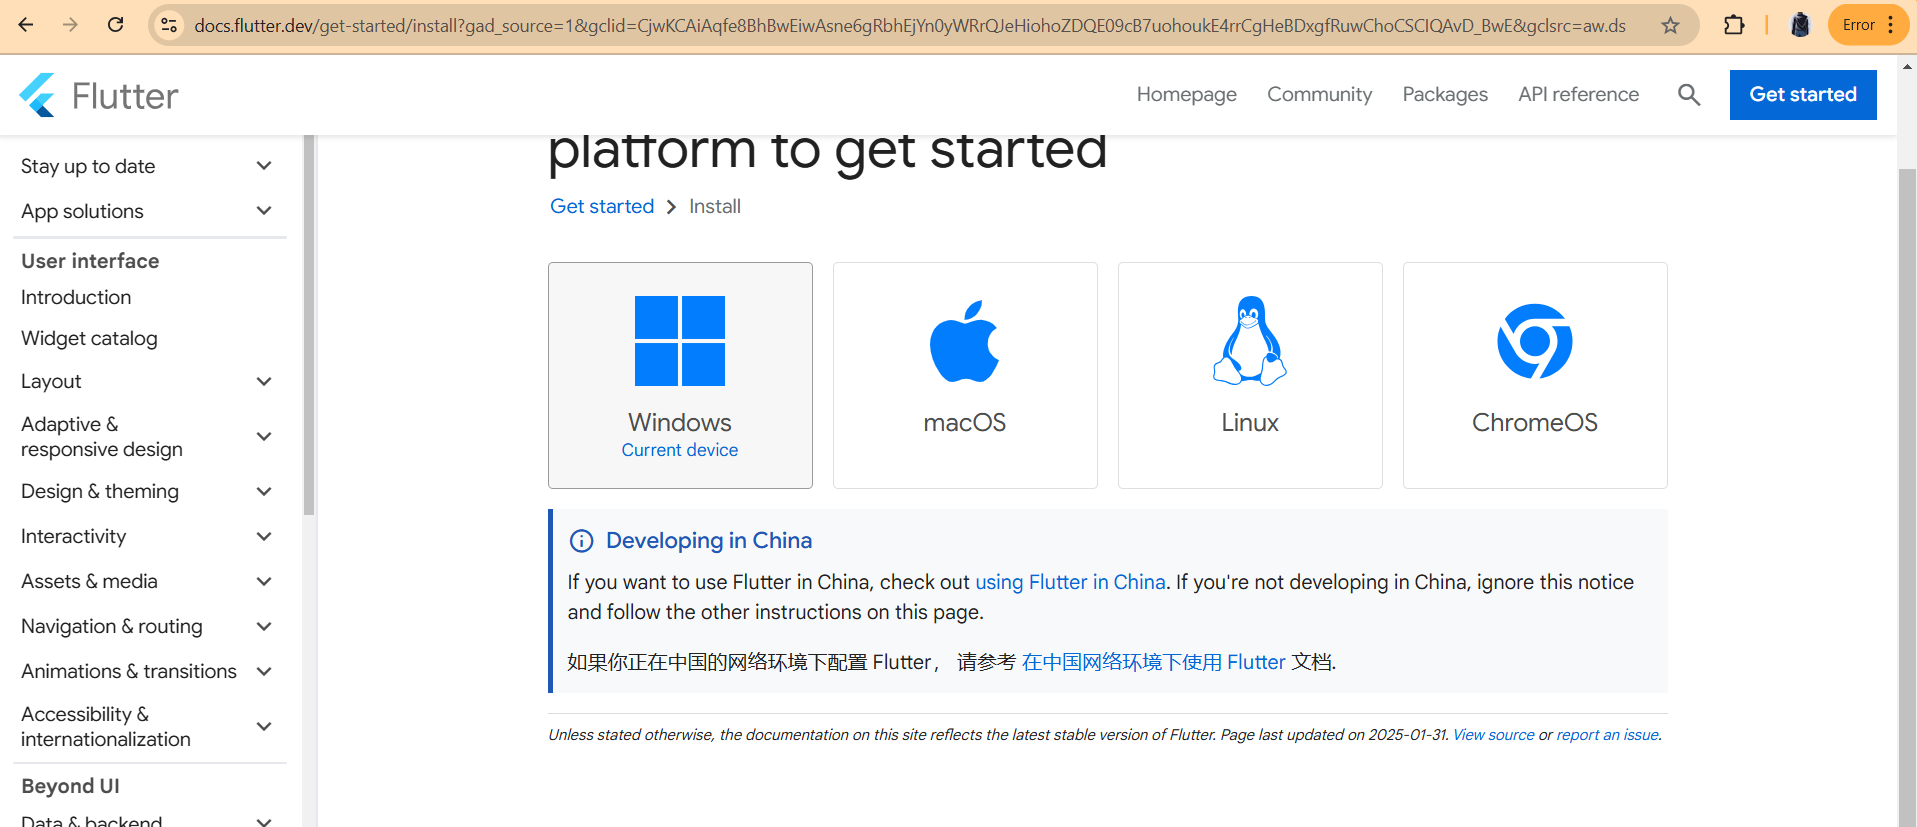 docs.flutter.dev/get-started/install?gad_source=1&gclid=CjwKCAiAqfe8BhBwEiwAsne6gRbhEjYn0yWRrQJeHiohoZDQE09cB7uohoukE4rrCgHeBDxgfRuwChoCSCIQAvD_BwE&gclsrc=aw.ds
Error
Flutter
Homepage
Community
Packages
API reference
Get started
Stay up to date
App solutions
User interface
Introduction
Widget catalog
Layout
Adaptive &
responsive design
Design & theming
Interactivity
Assets & media
Navigation & routing
Animations & transitions
Accessibility &
internationalization
Beyond UI
Data & backend
platform to get started
Get started
Install
Windows
Current device
macOS
Linux
ChromeOS
Developing in China
If you want to use Flutter in China, check out using Flutter in China. If you're not developing in China, ignore this notice
and follow the other instructions on this page.
如果你正在中国的网络环境下配置 Flutter， 请参考 在中国网络环境下使用 Flutter 文档.
Unless stated otherwise, the documentation on this site reflects the latest stable version of Flutter. Page last updated on 2025-01-31. View source or report an issue.